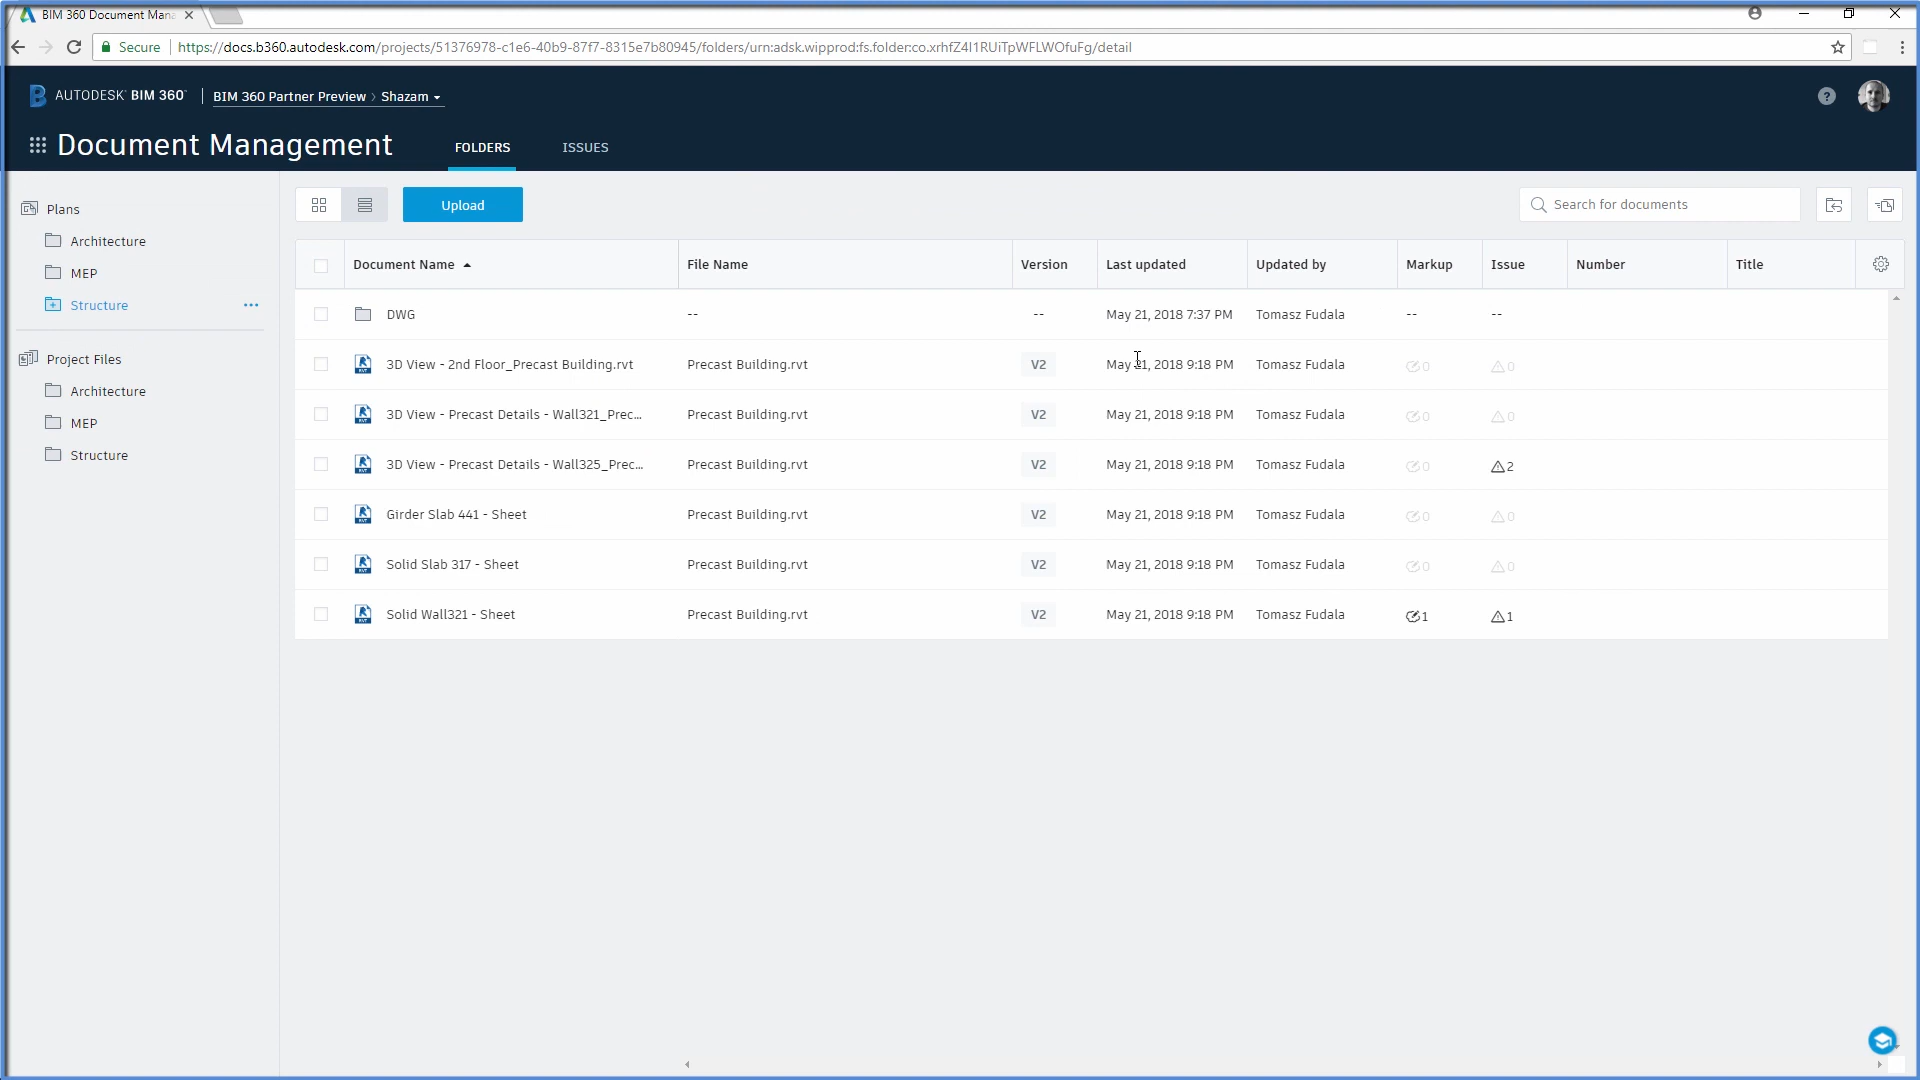 BIM 360 Document Mana
Secure https://docs.b360.autodesk.com/projects/51376978-c1e6-40b9-87f7-8315e7b80945/folders/urn:adsk.wipprod:fs.folder:co.xrhfZ4I1RUiTpWFLWOfuFg/detail
AUTODESK® BIM 360™ BIM 360 Partner Preview > Shazam
Document Management FOLDERS ISSUES
Plans
Architecture
MEP
Structure
Project Files
Architecture
MEP
Structure
Upload Search for documents
Document Name File Name Version Last updated Updated by Markup Issue Number Title
DWG -- -- May 21, 2018 7:37 PM Tomasz Fudala -- --
3D View - 2nd Floor_Precast Building.rvt Precast Building.rvt V2 May 21, 2018 9:18 PM Tomasz Fudala 0 0
3D View - Precast Details - Wall321_Prec... Precast Building.rvt V2 May 21, 2018 9:18 PM Tomasz Fudala 0 0
3D View - Precast Details - Wall325_Prec... Precast Building.rvt V2 May 21, 2018 9:18 PM Tomasz Fudala 0 2
Girder Slab 441 - Sheet Precast Building.rvt V2 May 21, 2018 9:18 PM Tomasz Fudala 0 0
Solid Slab 317 - Sheet Precast Building.rvt V2 May 21, 2018 9:18 PM Tomasz Fudala 0 0
Solid Wall321 - Sheet Precast Building.rvt V2 May 21, 2018 9:18 PM Tomasz Fudala 1 1